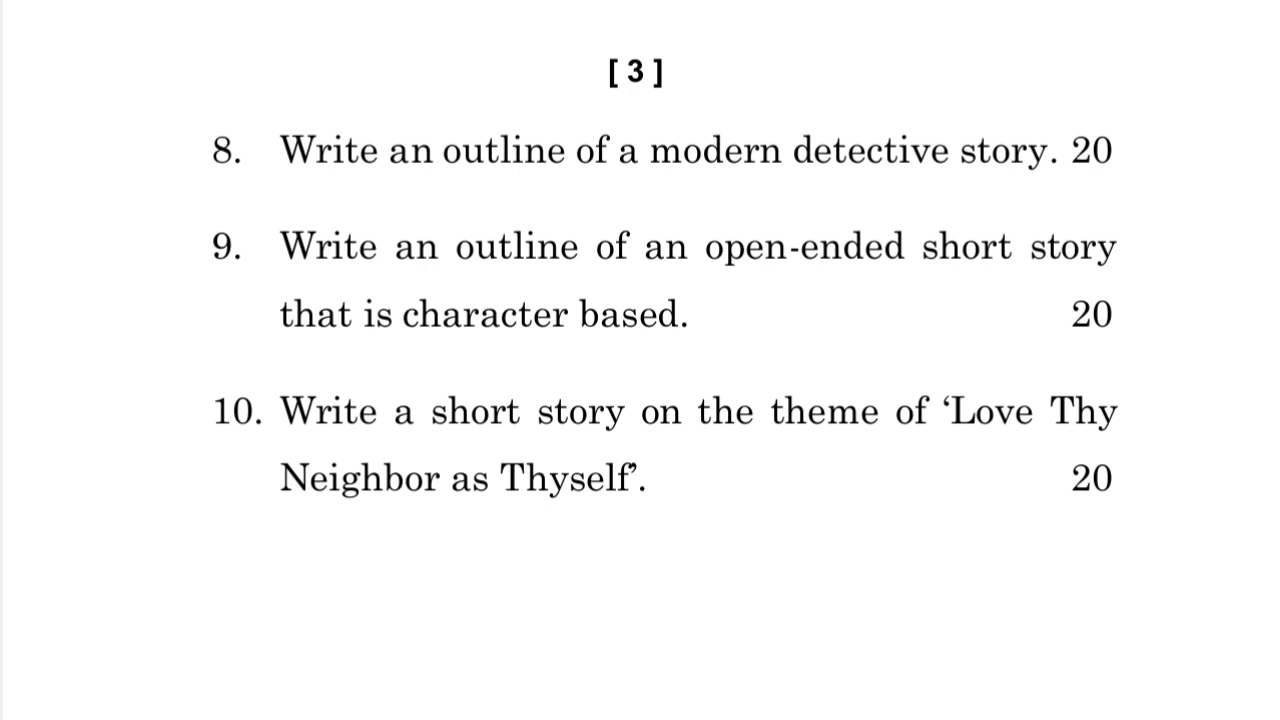 [ 3 ]
8. Write an outline of a modern detective story. 20
9. Write an outline of an open-ended short story
that is character based. 20
10. Write a short story on the theme of ‘Love Thy
Neighbor as Thyself’. 20